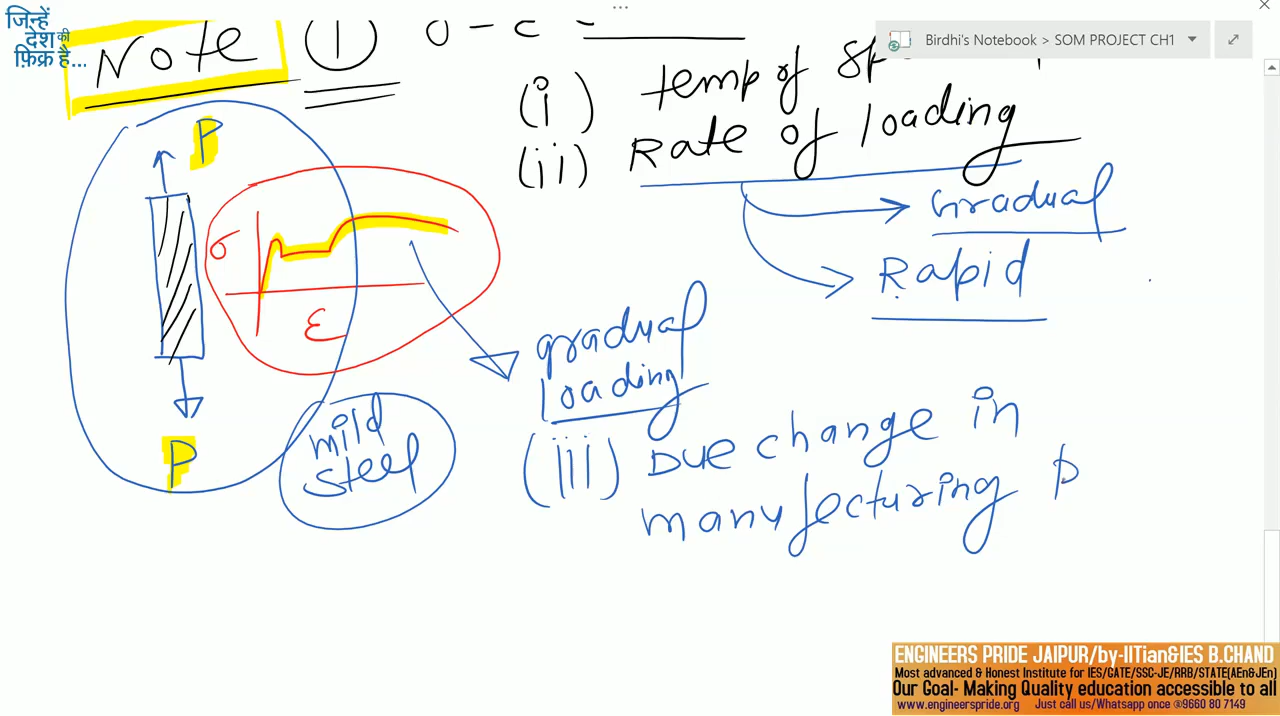 जिन्हें
देश की
फ़िक्र है...
Note (1) σ - ε
Birdhi's Notebook > SOM PROJECT CH1
(i) temp of
(ii) Rate of loading
Gradual
Rapid
P
σ
ε
gradual
loading
P
mild
steel
(iii) Due change in
manufecturing p
ENGINEERS PRIDE JAIPUR/by-IITian&IES B.CHAND
Most advanced & Honest Institute for IES/GATE/SSC-JE/RRB/STATE(AEn&JEn)
Our Goal- Making Quality education accessible to all
www.engineerspride.org Just call us/Whatsapp once @9660 80 7149